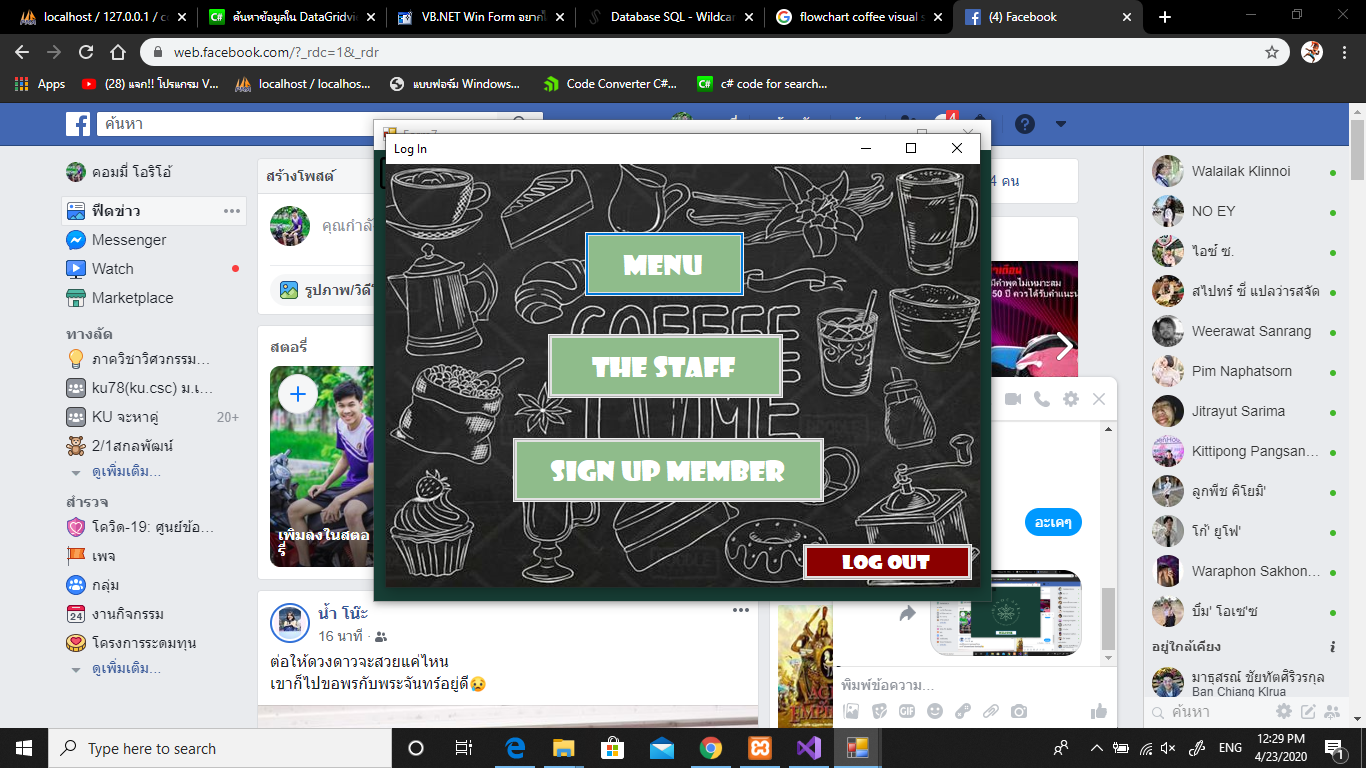 localhost / 127.0.0.1 / c
ค้นหาข้อมูลใน DataGridvi
VB.NET Win Form อยากใ
Database SQL - Wildcar
flowchart coffee visual s
(4) Facebook
web.facebook.com/?_rdc=1&_rdr
Apps
(28) แจก!! โปรแกรม V...
localhost / localhos...
แบบฟอร์ม Windows...
Code Converter C#...
c# code for search...
ค้นหา
4
Log In
คอมมี่ โอริโอ้
ฟีดข่าว
Messenger
Watch
Marketplace
ทางลัด
ภาควิชาวิศวกรรม...
ku78(ku.csc) ม.เ...
KU จะหาคู่
20+
2/1สกลพัฒน์
ดูเพิ่มเติม...
สำรวจ
โควิด-19: ศูนย์ข้อ...
เพจ
กลุ่ม
งานกิจกรรม
24
โครงการระดมทุน
ดูเพิ่มเติม...
สร้างโพสต์
คุณกำลั
รูปภาพ/วิดี
สตอรี่
เพิ่มลงในสตอ
รี่
น้ำ โน๊ะ
16 นาที
ต่อให้ดวงดาวจะสวยแค่ไหน
เขาก็ไปขอพรกับพระจันทร์อยู่ดี😥
MENU
COFFEE
THE STAFF
TIME
SIGN UP MEMBER
LOG OUT
4 คน
อะเคๆ
พิมพ์ข้อความ...
GIF
Walailak Klinnoi
NO EY
ไอซ์ ซ.
สไปทร์ ซี่ แปลว่ารสจัด
Weerawat Sanrang
Pim Naphatsorn
Jitrayut Sarima
Kittipong Pangsan...
ลูกพีช คิโยมิ'
โก้' ยูโฟ'
Waraphon Sakhon...
บึ๊ม' โอเช'ซ
อยู่ใกล้เคียง
มาธุสรณ์ ชัยทัตศิริวรกุล
Ban Chiang Klrua
ค้นหา
Type here to search
ENG
12:29 PM
4/23/2020
1